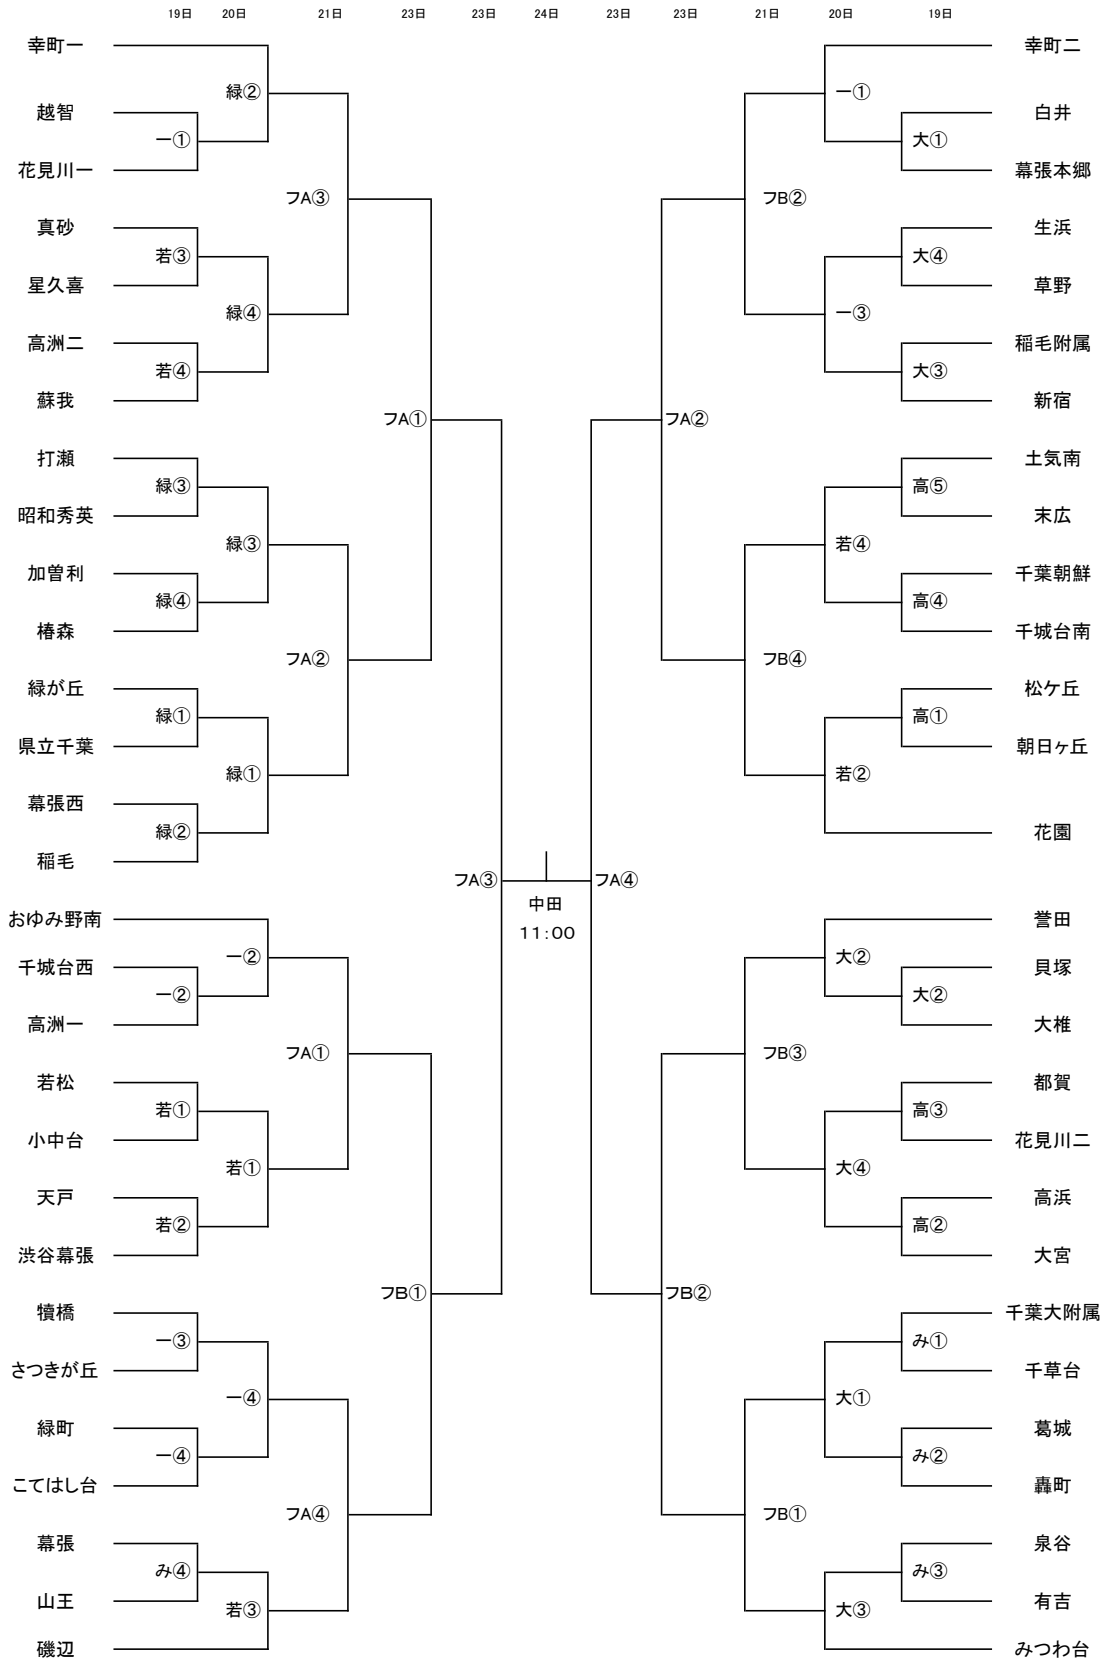 19日 20日 21日 23日 23日 24日 23日 23日 21日 20日 19日
幸町一 幸町二
緑② 一①
越智 白井
一① 大①
花見川一 幕張本郷
フA③ フB②
真砂 生浜
若③ 大④
星久喜 草野
緑④ 一③
高洲二 稲毛附属
若④ 大③
蘇我 新宿
フA① フA②
打瀬 土気南
緑③ 高⑤
昭和秀英 末広
緑③ 若④
加曽利 千葉朝鮮
緑④ 高④
椿森 千城台南
フA② フB④
緑が丘 松ケ丘
緑① 高①
県立千葉 朝日ヶ丘
緑① 若②
幕張西
緑② 花園
稲毛
フA③ フA④
中田
おゆみ野南 誉田
11:00
一② 大②
千城台西 貝塚
一② 大②
高洲一 大椎
フA① フB③
若松 都賀
若① 高③
小中台 花見川二
若① 大④
天戸 高浜
若② 高②
渋谷幕張 大宮
フB① フB②
犢橋 千葉大附属
一③ み①
さつきが丘 千草台
一④ 大①
緑町 葛城
一④ み②
こてはし台 轟町
フA④ フB①
幕張 泉谷
み④ み③
山王 有吉
若③ 大③
磯辺 みつわ台